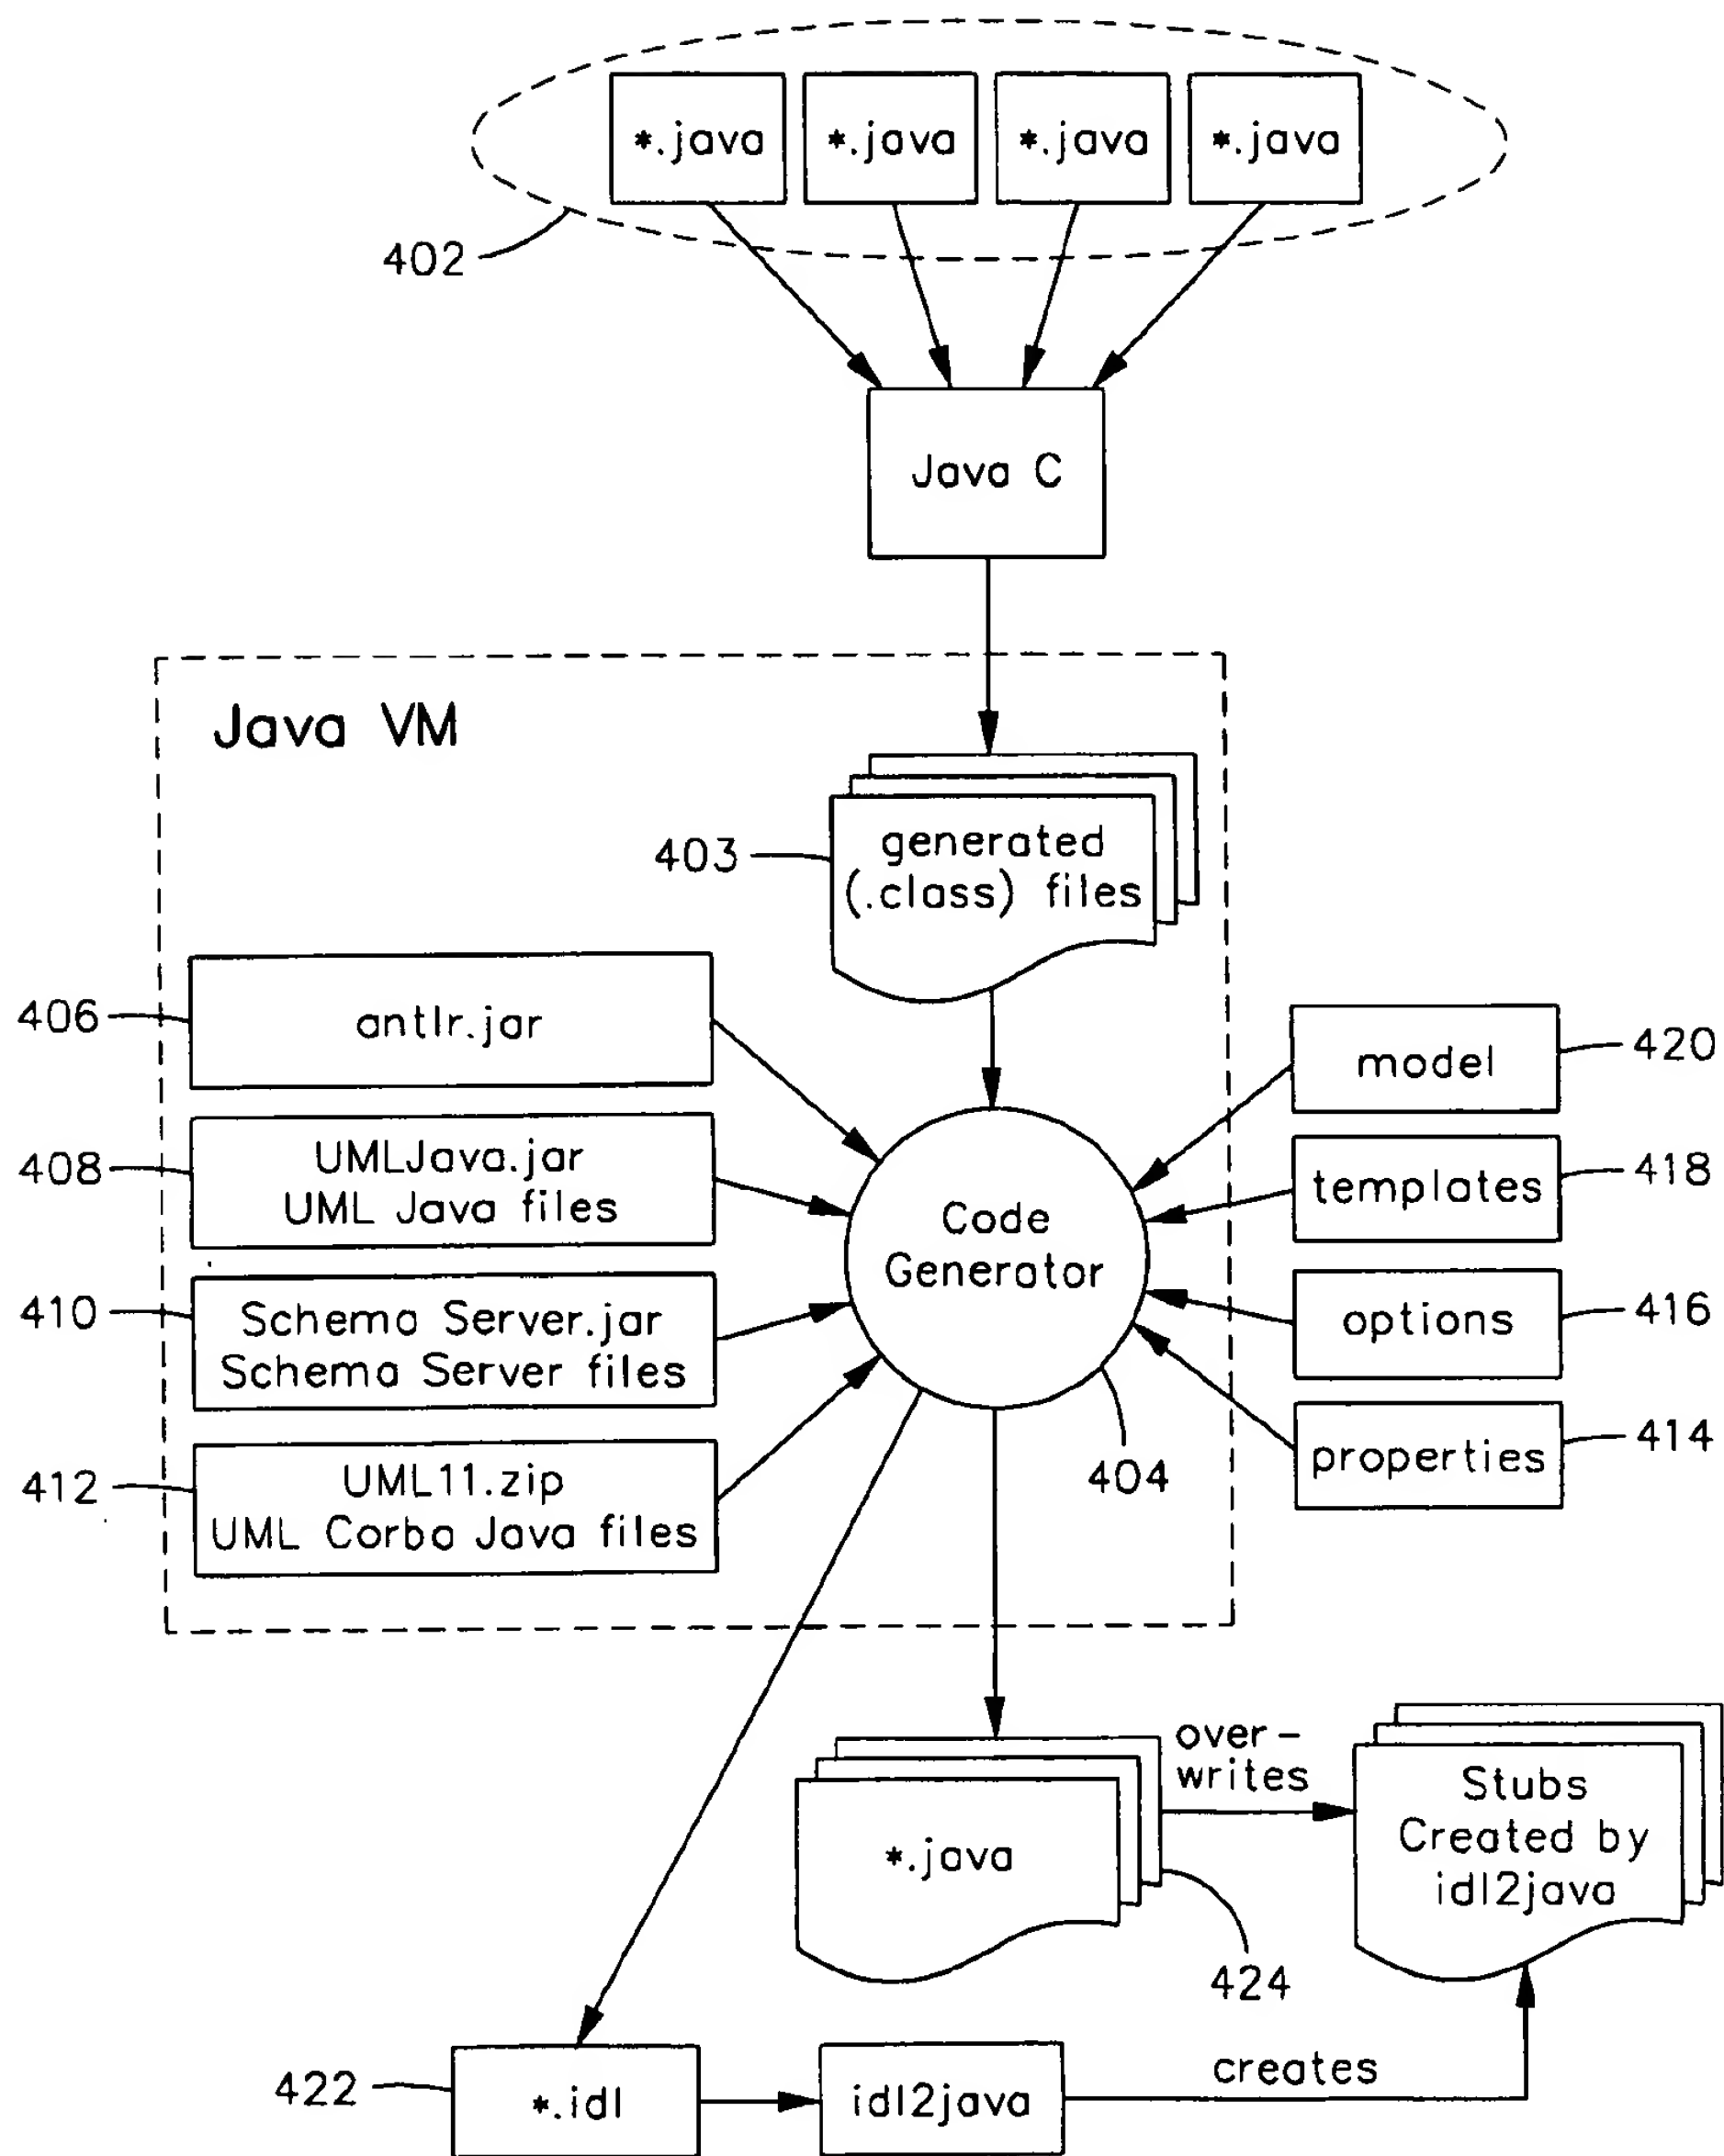 *.java
*.java
*.java
*.java
402
Java C
Java VM
403
generated
(.class) files
406
antlr.jar
model
420
408
UMLJava.jar
UML Java files
templates
418
Code
Generator
410
Schema Server.jar
Schema Server files
options
416
412
UML11.zip
UML Corba Java files
404
properties
414
over-
writes
*.java
Stubs
Created by
idl2java
424
422
*.idl
idl2java
creates